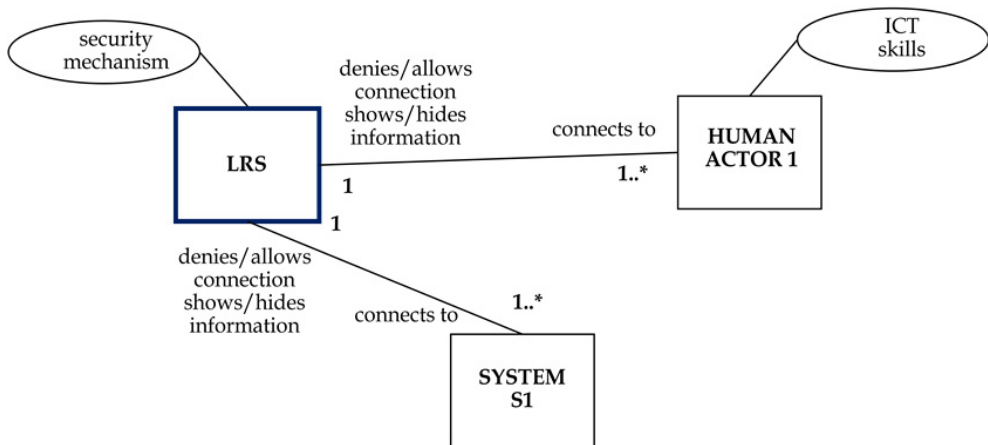 security
mechanism
ICT
skills
denies/allows
connection
shows/hides
information
connects to
HUMAN
ACTOR 1
LRS
1
1..*
1
denies/allows
connection
shows/hides
information
1..*
connects to
SYSTEM
S1